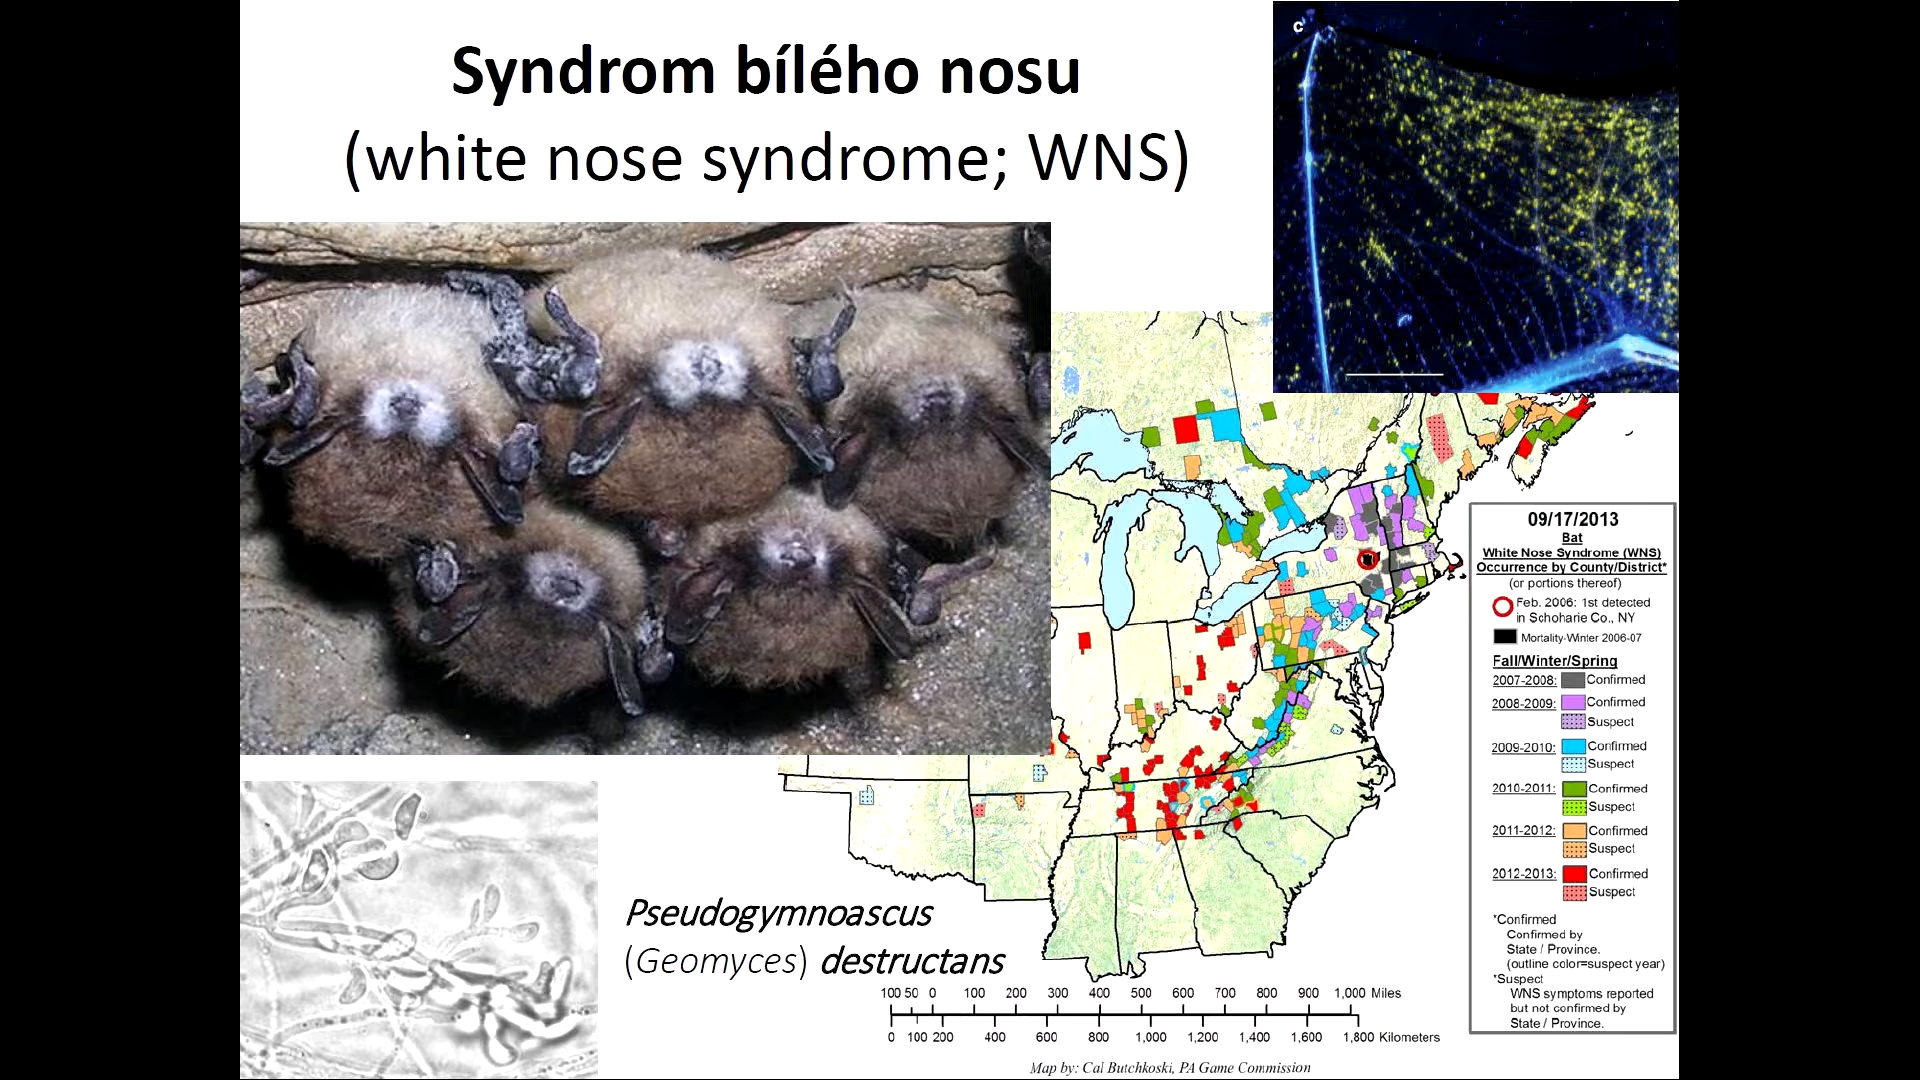 Syndrom bílého nosu
(white nose syndrome; WNS)
c
09/17/2013
Bat
White Nose Syndrome (WNS)
Occurrence by County/District*
(or portions thereof)
Feb. 2006: 1st detected
in Schoharie Co., NY
Mortality-Winter 2006-07
Fall/Winter/Spring
2007-2008: Confirmed
2008-2009: Confirmed
Suspect
2009-2010: Confirmed
Suspect
2010-2011: Confirmed
Suspect
2011-2012: Confirmed
Suspect
2012-2013: Confirmed
Suspect
*Confirmed
Confirmed by
State / Province.
(outline color=suspect year)
*Suspect
WNS symptoms reported
but not confirmed by
State / Province.
Pseudogymnoascus
(Geomyces) destructans
100 50 0 100 200 300 400 500 600 700 800 900 1,000 Miles
0 100 200 400 600 800 1,000 1,200 1,400 1,600 1,800 Kilometers
Map by: Cal Butchkoski, PA Game Commission